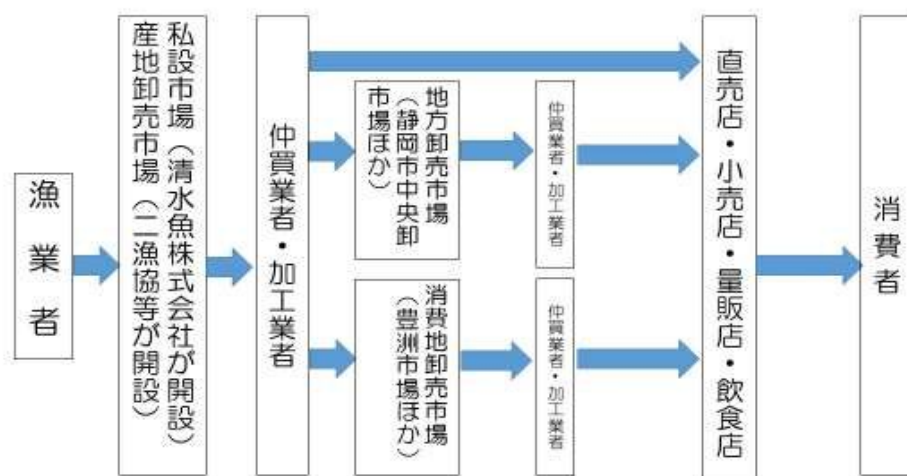 漁業者
私設市場（清水魚株式会社が開設）
産地卸売市場（二漁協等が開設）
仲買業者・加工業者
地方卸売市場
（静岡市中央卸
市場ほか）
仲買業者・加工業者
消費地卸売市場
（豊洲市場ほか）
仲買業者・加工業者
直売店・小売店・量販店・飲食店
消費者